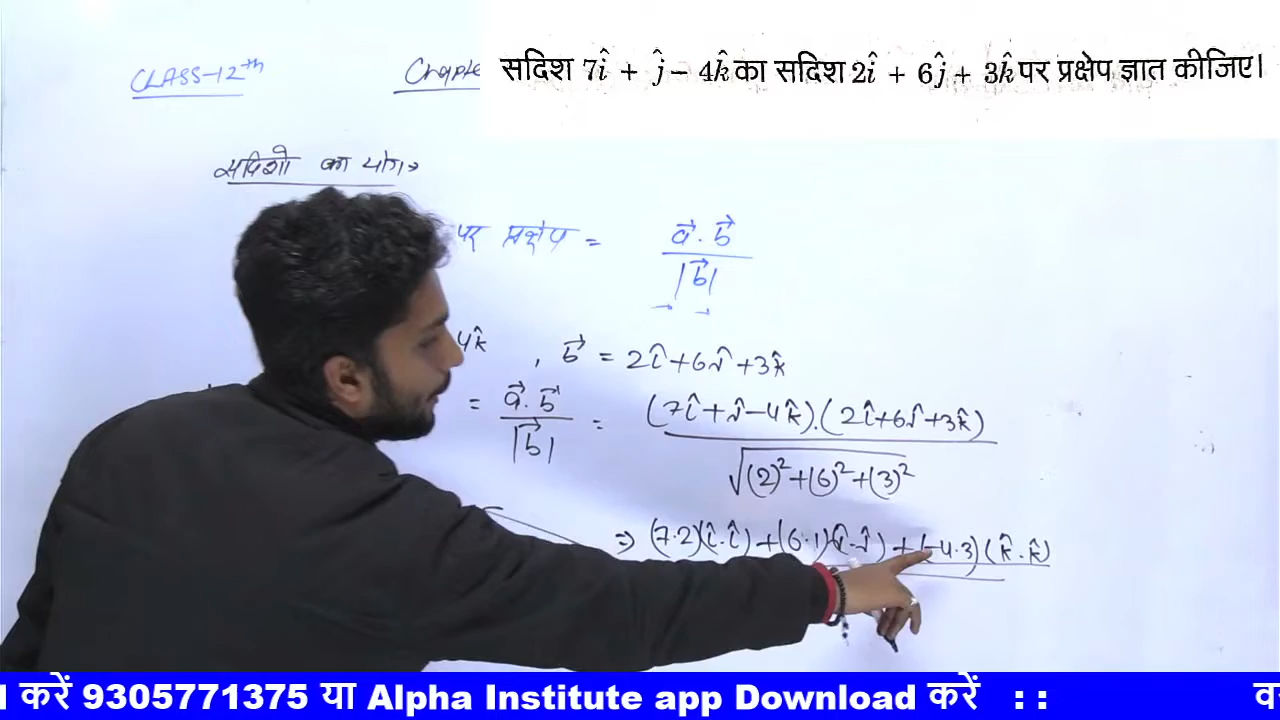 CLASS-12th
Chapte
सदिश 7î + ĵ - 4k̂ का सदिश 2î + 6ĵ + 3k̂ पर प्रक्षेप ज्ञात कीजिए।
सदिशो का योग→
पर प्रक्षेप = a⃗.b⃗ / |b⃗|
4k̂ , b⃗ = 2î+6ĵ+3k̂
= a⃗.b⃗ / |b⃗| = (7î+ĵ-4k̂).(2î+6ĵ+3k̂) / √(2)²+(6)²+(3)²
⇒ (7.2)(î.î)+(6.1)(ĵ.ĵ)+(-4.3)(k̂.k̂)
करें 9305771375 या Alpha Institute app Download करें : :